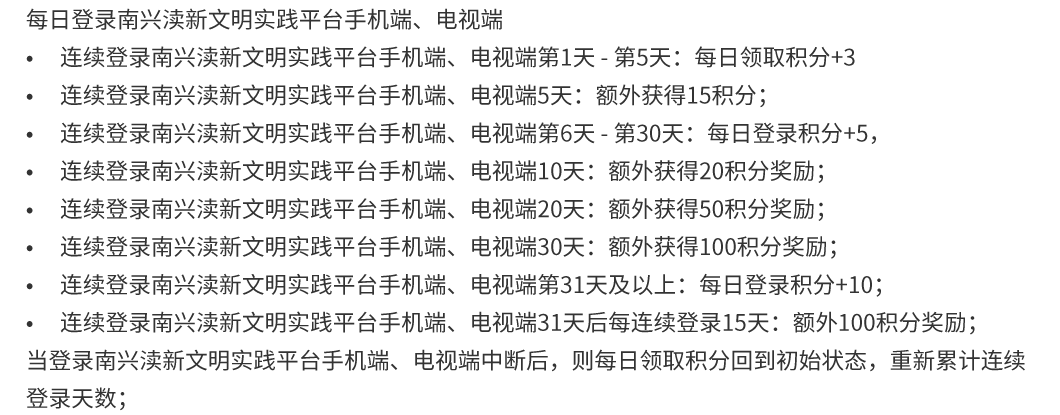 每日登录南兴渎新文明实践平台手机端、电视端
• 连续登录南兴渎新文明实践平台手机端、电视端第1天 - 第5天：每日领取积分+3
• 连续登录南兴渎新文明实践平台手机端、电视端5天：额外获得15积分；
• 连续登录南兴渎新文明实践平台手机端、电视端第6天 - 第30天：每日登录积分+5，
• 连续登录南兴渎新文明实践平台手机端、电视端10天：额外获得20积分奖励；
• 连续登录南兴渎新文明实践平台手机端、电视端20天：额外获得50积分奖励；
• 连续登录南兴渎新文明实践平台手机端、电视端30天：额外获得100积分奖励；
• 连续登录南兴渎新文明实践平台手机端、电视端第31天及以上：每日登录积分+10；
• 连续登录南兴渎新文明实践平台手机端、电视端31天后每连续登录15天：额外100积分奖励；
当登录南兴渎新文明实践平台手机端、电视端中断后，则每日领取积分回到初始状态，重新累计连续
登录天数；